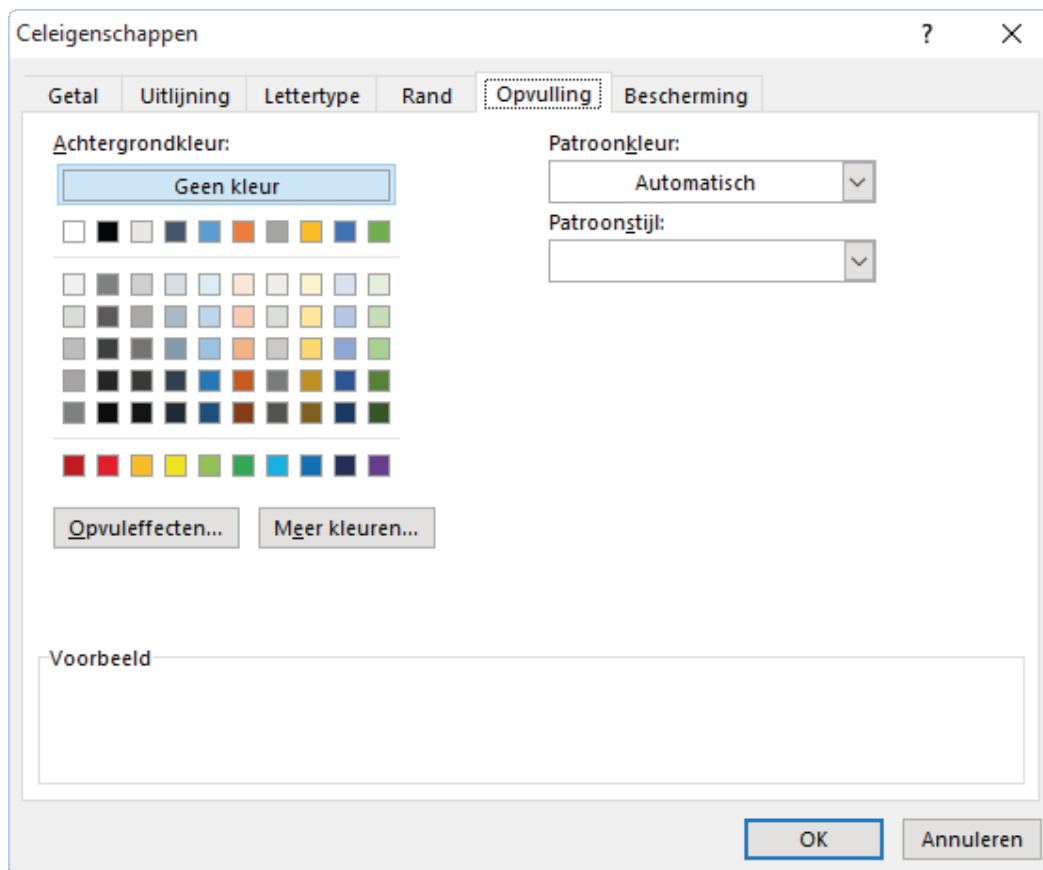 Celeigenschappen ?
Getal Uitlijning Lettertype Rand Opvulling Bescherming
Achtergrondkleur:
Geen kleur
Patroonkleur:
Automatisch
Patroonstijl:
Opvuleffecten... Meer kleuren...
Voorbeeld
OK Annuleren